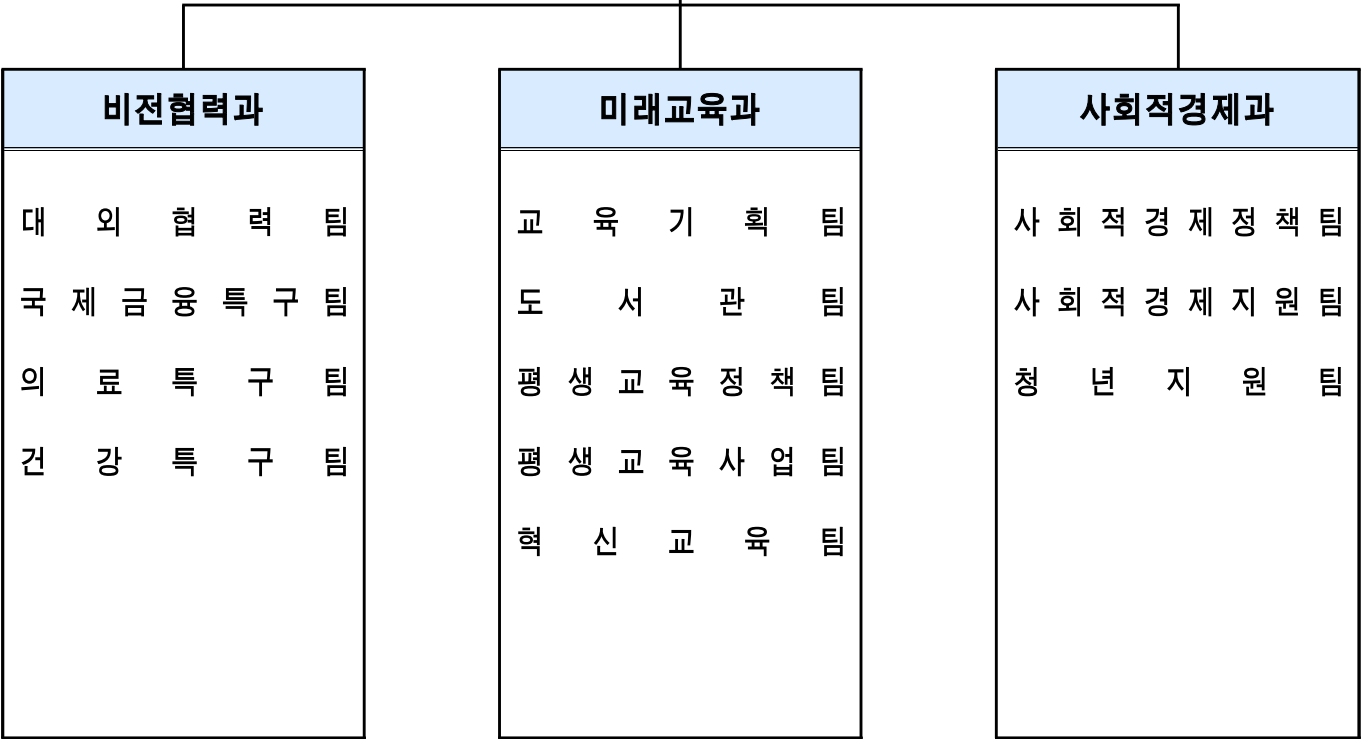 비전협력과
대외협력팀
국제금융특구팀
의료특구팀
건강특구팀
미래교육과
교육기획팀
도서관팀
평생교육정책팀
평생교육사업팀
혁신교육팀
사회적경제과
사회적경제정책팀
사회적경제지원팀
청년지원팀